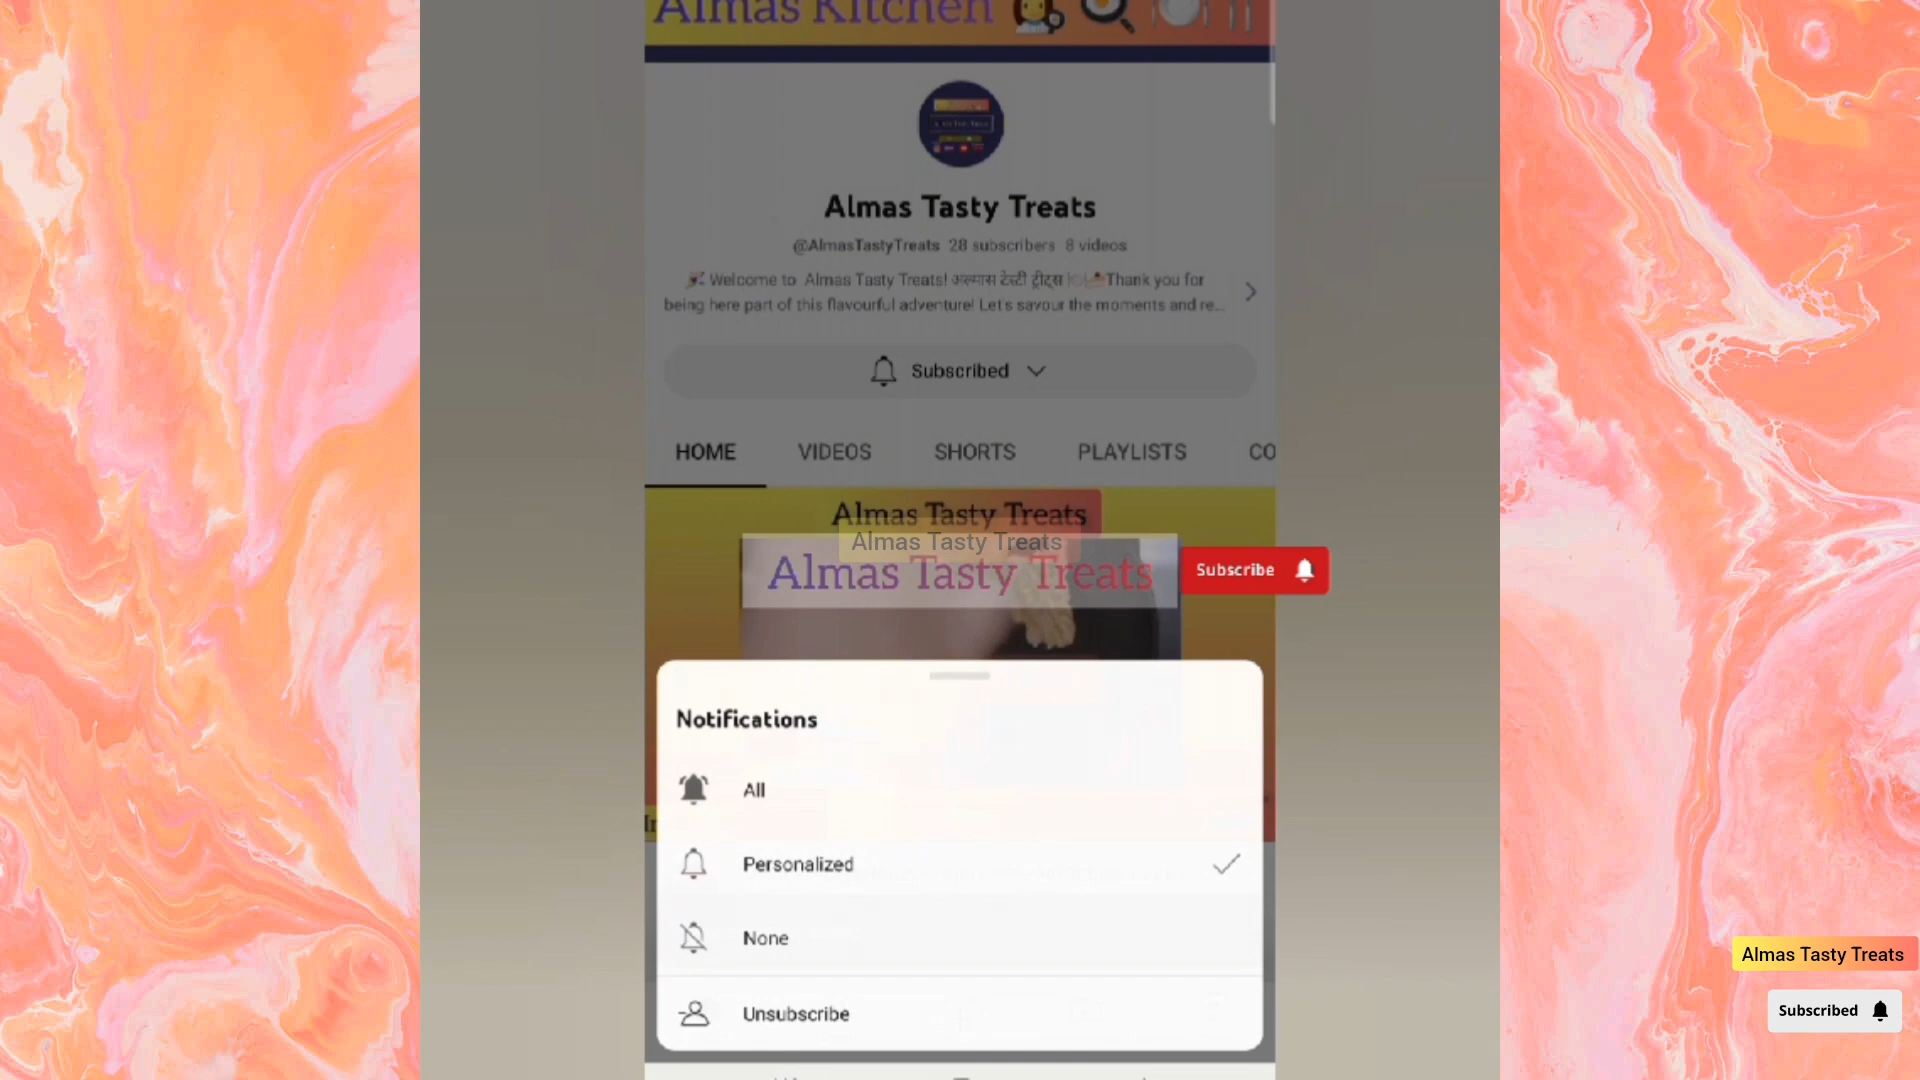 Almas Kitchen
Almas Tasty Treats
@AlmasTastyTreats 28 subscribers 8 videos
Welcome to Almas Tasty Treats! अल्मास टेस्टी ट्रीट्स Thank you for
being here part of this flavourful adventure! Let's savour the moments and re...
Subscribed
HOME VIDEOS SHORTS PLAYLISTS CO
Almas Tasty Treats
Almas Tasty Treats
Almas Tasty Treats
Subscribe
Notifications
All
Personalized
None
Unsubscribe
Almas Tasty Treats
Subscribed